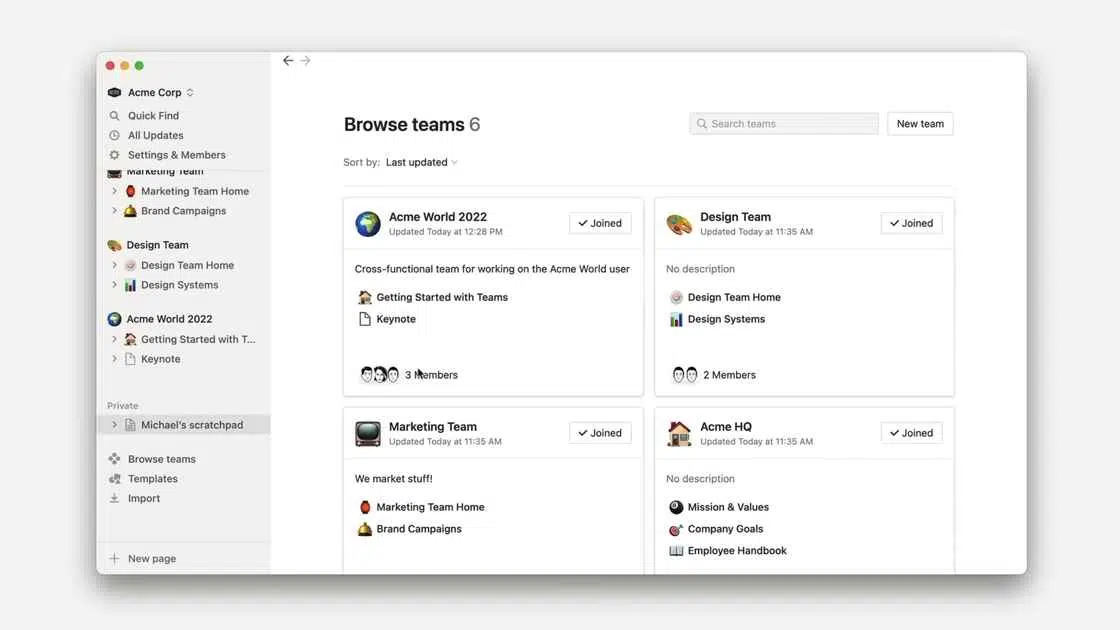 Acme Corp
Quick Find
All Updates
Settings & Members
Marketing Team
Marketing Team Home
Brand Campaigns
Design Team
Design Team Home
Design Systems
Acme World 2022
Getting Started with T...
Keynote
Private
Michael's scratchpad
Browse teams
Templates
Import
New page
Browse teams 6
Search teams
New team
Sort by: Last updated
Acme World 2022
Updated Today at 12:28 PM
Joined
Cross-functional team for working on the Acme World user
Getting Started with Teams
Keynote
3 Members
Design Team
Updated Today at 11:35 AM
Joined
No description
Design Team Home
Design Systems
2 Members
Marketing Team
Updated Today at 11:35 AM
Joined
We market stuff!
Marketing Team Home
Brand Campaigns
Acme HQ
Updated Today at 11:35 AM
Joined
No description
Mission & Values
Company Goals
Employee Handbook